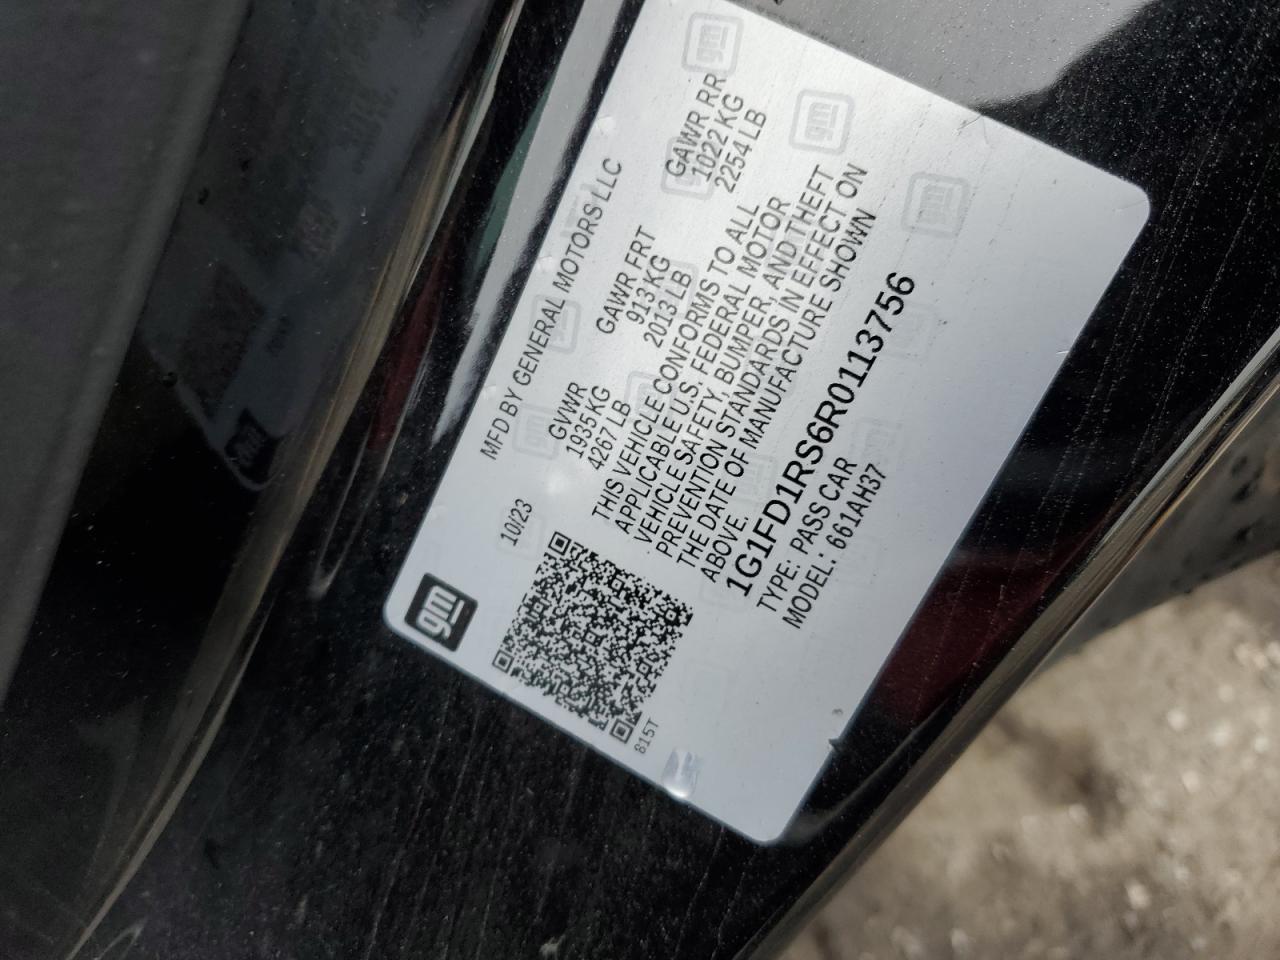 gm
10/23
MFD BY GENERAL MOTORS LLC
GVWR GAWR FRT GAWR RR
1935 KG 913 KG 1022 KG
4267 LB 2013 LB 2254 LB
THIS VEHICLE CONFORMS TO ALL
APPLICABLE U.S. FEDERAL MOTOR
VEHICLE SAFETY, BUMPER, AND THEFT
PREVENTION STANDARDS IN EFFECT ON
THE DATE OF MANUFACTURE SHOWN
ABOVE.
1G1FD1RS6R0113756
TYPE: PASS CAR
MODEL: 661AH37
815T